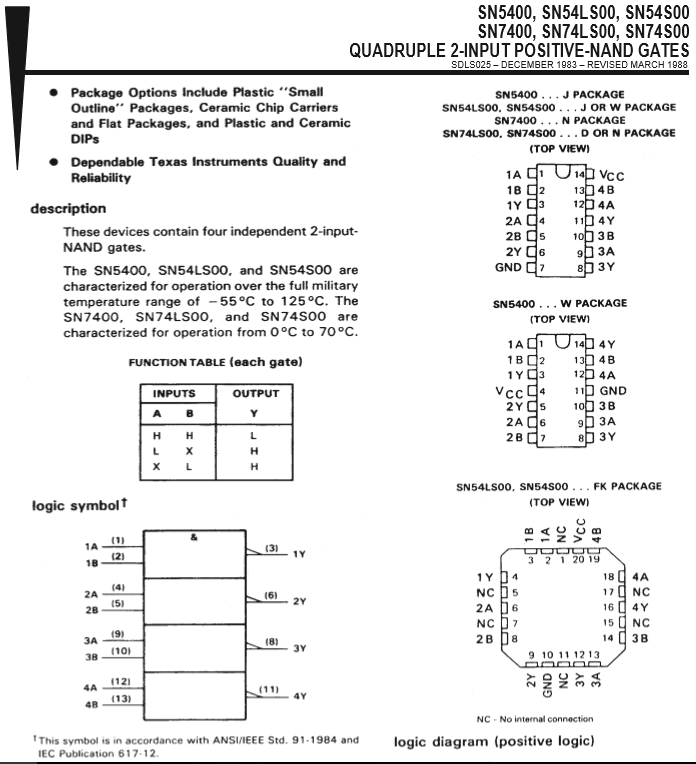 SN5400, SN54LS00, SN54S00
SN7400, SN74LS00, SN74S00
QUADRUPLE 2-INPUT POSITIVE-NAND GATES
SDLS025 – DECEMBER 1983 – REVISED MARCH 1988
● Package Options Include Plastic ‘‘Small
Outline’’ Packages, Ceramic Chip Carriers
and Flat Packages, and Plastic and Ceramic
DIPs
● Dependable Texas Instruments Quality and
Reliability
description
These devices contain four independent 2-input-
NAND gates.
The SN5400, SN54LS00, and SN54S00 are
characterized for operation over the full military
temperature range of −55°C to 125°C. The
SN7400, SN74LS00, and SN74S00 are
characterized for operation from 0°C to 70°C.
FUNCTION TABLE (each gate)
INPUTS OUTPUT
A B Y
H H L
L X H
X L H
logic symbol†
&
1A (1) (3) 1Y
1B (2)
2A (4) (6) 2Y
2B (5)
3A (9) (8) 3Y
3B (10)
4A (12) (11) 4Y
4B (13)
†This symbol is in accordance with ANSI/IEEE Std. 91-1984 and
IEC Publication 617-12.
SN5400 . . . J PACKAGE
SN54LS00, SN54S00 . . . J OR W PACKAGE
SN7400 . . . N PACKAGE
SN74LS00, SN74S00 . . . D OR N PACKAGE
(TOP VIEW)
1A 1 14 VCC
1B 2 13 4B
1Y 3 12 4A
2A 4 11 4Y
2B 5 10 3B
2Y 6 9 3A
GND 7 8 3Y
SN5400 . . . W PACKAGE
(TOP VIEW)
1A 1 14 4Y
1B 2 13 4B
1Y 3 12 4A
VCC 4 11 GND
2Y 5 10 3B
2A 6 9 3A
2B 7 8 3Y
SN54LS00, SN54S00 . . . FK PACKAGE
(TOP VIEW)
1B 1A NC VCC 4B
3 2 1 20 19
1Y 4 18 4A
NC 5 17 NC
2A 6 16 4Y
NC 7 15 NC
2B 8 14 3B
9 10 11 12 13
2Y GND NC 3Y 3A
NC - No internal connection
logic diagram (positive logic)